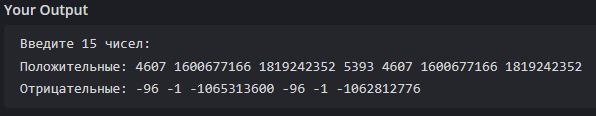 Your Output
Введите 15 чисел:
Положительные: 4607 1600677166 1819242352 5393 4607 1600677166 1819242352
Отрицательные: -96 -1 -1065313600 -96 -1 -1062812776